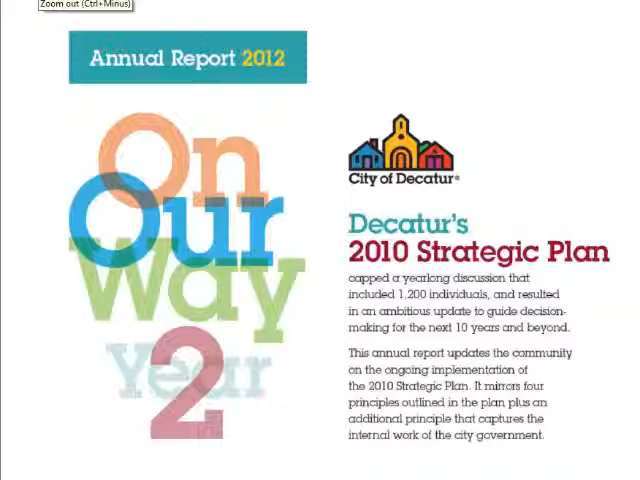 Zoom out (Ctrl+Minus)
Annual Report 2012
On
Our
Way
Year
2
City of Decatur®
Decatur's
2010 Strategic Plan
capped a yearlong discussion that
included 1,200 individuals, and resulted
in an ambitious update to guide decision-
making for the next 10 years and beyond.
This annual report updates the community
on the ongoing implementation of
the 2010 Strategic Plan. It mirrors four
principles outlined in the plan plus an
additional principle that captures the
internal work of the city government.